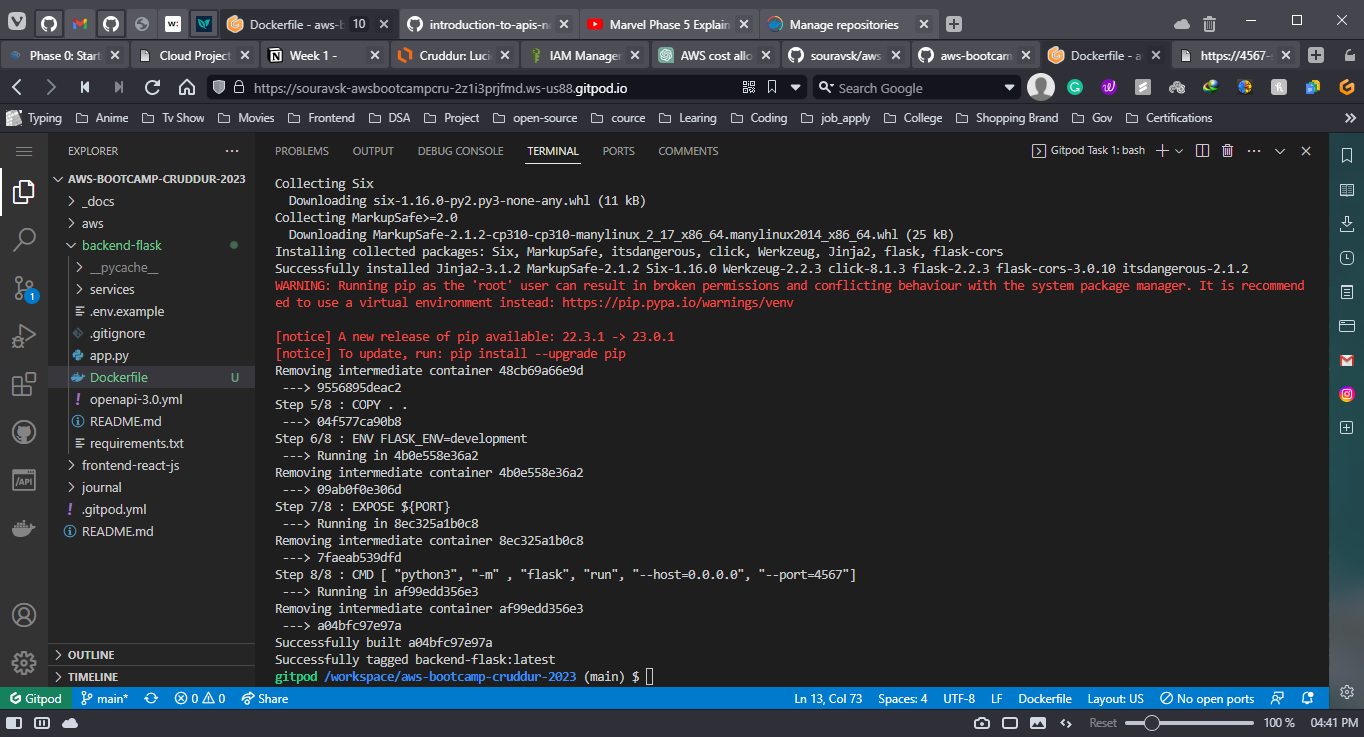 Dockerfile - aws-b 10
introduction-to-apis-n
Marvel Phase 5 Explain
Manage repositories
Phase 0: Start
Cloud Project
Week 1 -
Cruddur: Luci
IAM Manager
AWS cost allo
souravsk/aws
aws-bootcam
Dockerfile - a
https://4567-
https://souravsk-awsbootcampcru-2z1i3prjfmd.ws-us88.gitpod.io
Search Google
Typing Anime Tv Show Movies Frontend DSA Project open-source cource Learing Coding job_apply College Shopping Brand Gov Certifications
EXPLORER
PROBLEMS OUTPUT DEBUG CONSOLE TERMINAL PORTS COMMENTS
Gitpod Task 1: bash
AWS-BOOTCAMP-CRUDDUR-2023
_docs
aws
backend-flask
__pycache__
services
.env.example
.gitignore
app.py
Dockerfile U
openapi-3.0.yml
README.md
requirements.txt
frontend-react-js
journal
.gitpod.yml
README.md
OUTLINE
TIMELINE
1
/API
Collecting Six
Downloading six-1.16.0-py2.py3-none-any.whl (11 kB)
Collecting MarkupSafe>=2.0
Downloading MarkupSafe-2.1.2-cp310-cp310-manylinux_2_17_x86_64.manylinux2014_x86_64.whl (25 kB)
Installing collected packages: Six, MarkupSafe, itsdangerous, click, Werkzeug, Jinja2, flask, flask-cors
Successfully installed Jinja2-3.1.2 MarkupSafe-2.1.2 Six-1.16.0 Werkzeug-2.2.3 click-8.1.3 flask-2.2.3 flask-cors-3.0.10 itsdangerous-2.1.2
WARNING: Running pip as the 'root' user can result in broken permissions and conflicting behaviour with the system package manager. It is recommend
ed to use a virtual environment instead: https://pip.pypa.io/warnings/venv
[notice] A new release of pip available: 22.3.1 -> 23.0.1
[notice] To update, run: pip install --upgrade pip
Removing intermediate container 48cb69a66e9d
---> 9556895deac2
Step 5/8 : COPY . .
---> 04f577ca90b8
Step 6/8 : ENV FLASK_ENV=development
---> Running in 4b0e558e36a2
Removing intermediate container 4b0e558e36a2
---> 09ab0f0e306d
Step 7/8 : EXPOSE ${PORT}
---> Running in 8ec325a1b0c8
Removing intermediate container 8ec325a1b0c8
---> 7faeab539dfd
Step 8/8 : CMD [ "python3", "-m" , "flask", "run", "--host=0.0.0.0", "--port=4567"]
---> Running in af99edd356e3
Removing intermediate container af99edd356e3
---> a04bfc97e97a
Successfully built a04bfc97e97a
Successfully tagged backend-flask:latest
gitpod /workspace/aws-bootcamp-cruddur-2023 (main) $
Gitpod main* 0 0 Share Ln 13, Col 73 Spaces: 4 UTF-8 LF Dockerfile Layout: US No open ports
Reset 100 % 04:41 PM